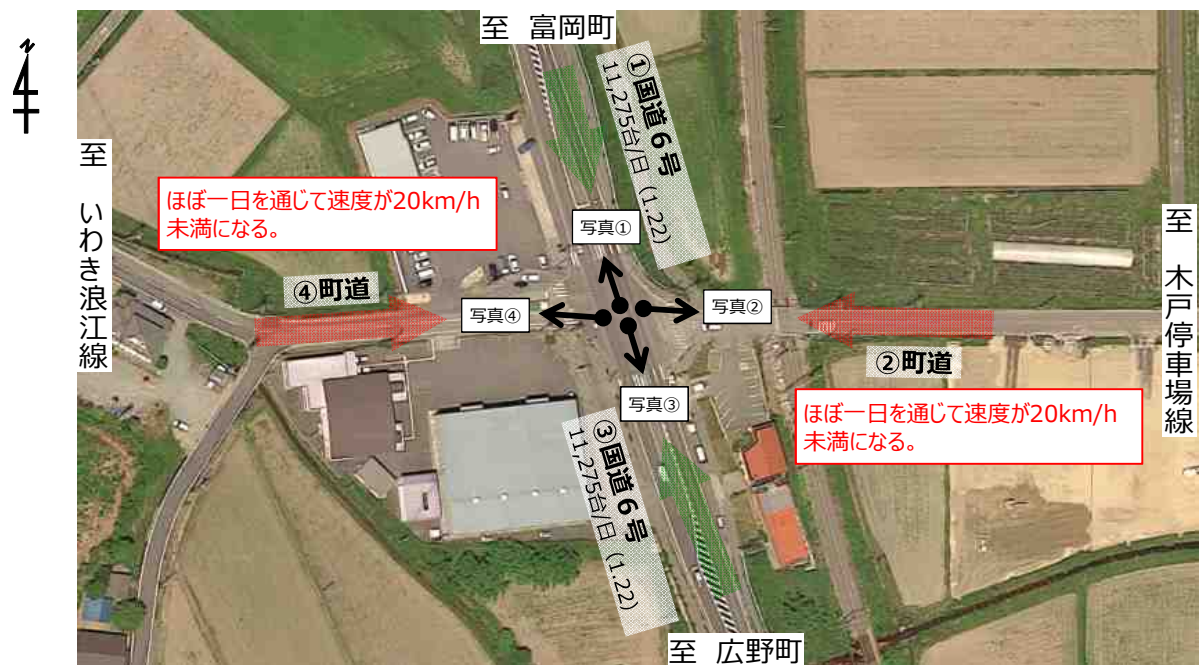 至 富岡町
①国道6号
11,275台/日 (1.22)
至 いわき浪江線
ほぼ一日を通じて速度が20km/h
未満になる。
写真①
④町道
写真④
写真②
②町道
至 木戸停車場線
写真③
ほぼ一日を通じて速度が20km/h
未満になる。
③国道6号
11,275台/日 (1.22)
至 広野町